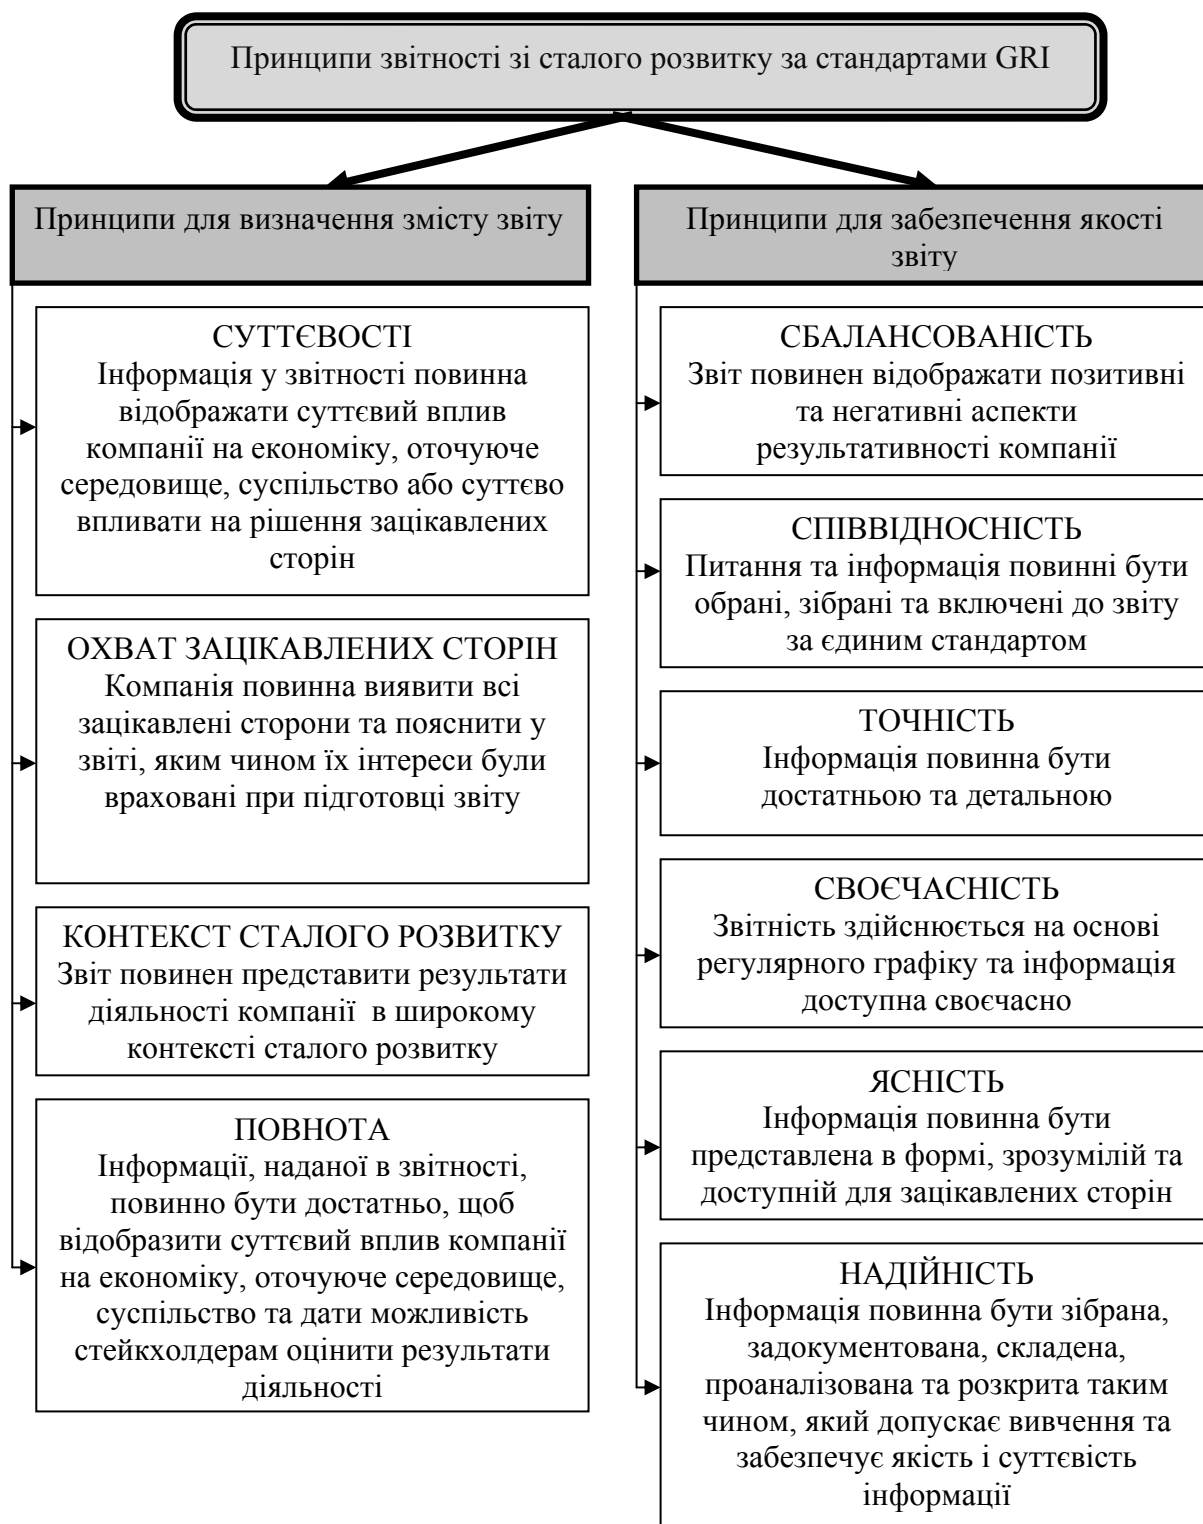 Принципи звітності зі сталого розвитку за стандартами GRI
Принципи для визначення змісту звіту
СУТТЄВОСТІ
Інформація у звітності повинна
відображати суттєвий вплив
компанії на економіку, оточуюче
середовище, суспільство або суттєво
впливати на рішення зацікавлених
сторін
ОХВАТ ЗАЦІКАВЛЕНИХ СТОРІН
Компанія повинна виявити всі
зацікавлені сторони та пояснити у
звіті, яким чином їх інтереси були
враховані при підготовці звіту
КОНТЕКСТ СТАЛОГО РОЗВИТКУ
Звіт повинен представити результати
діяльності компанії в широкому
контексті сталого розвитку
ПОВНОТА
Інформації, наданої в звітності,
повинно бути достатньо, щоб
відобразити суттєвий вплив компанії
на економіку, оточуюче середовище,
суспільство та дати можливість
стейкхолдерам оцінити результати
діяльності
Принципи для забезпечення якості
звіту
СБАЛАНСОВАНІСТЬ
Звіт повинен відображати позитивні
та негативні аспекти
результативності компанії
СПІВВІДНОСНІСТЬ
Питання та інформація повинні бути
обрані, зібрані та включені до звіту
за єдиним стандартом
ТОЧНІСТЬ
Інформація повинна бути
достатньою та детальною
СВОЄЧАСНІСТЬ
Звітність здійснюється на основі
регулярного графіку та інформація
доступна своєчасно
ЯСНІСТЬ
Інформація повинна бути
представлена в формі, зрозумілій та
доступній для зацікавлених сторін
НАДІЙНІСТЬ
Інформація повинна бути зібрана,
задокументована, складена,
проаналізована та розкрита таким
чином, який допускає вивчення та
забезпечує якість і суттєвість
інформації